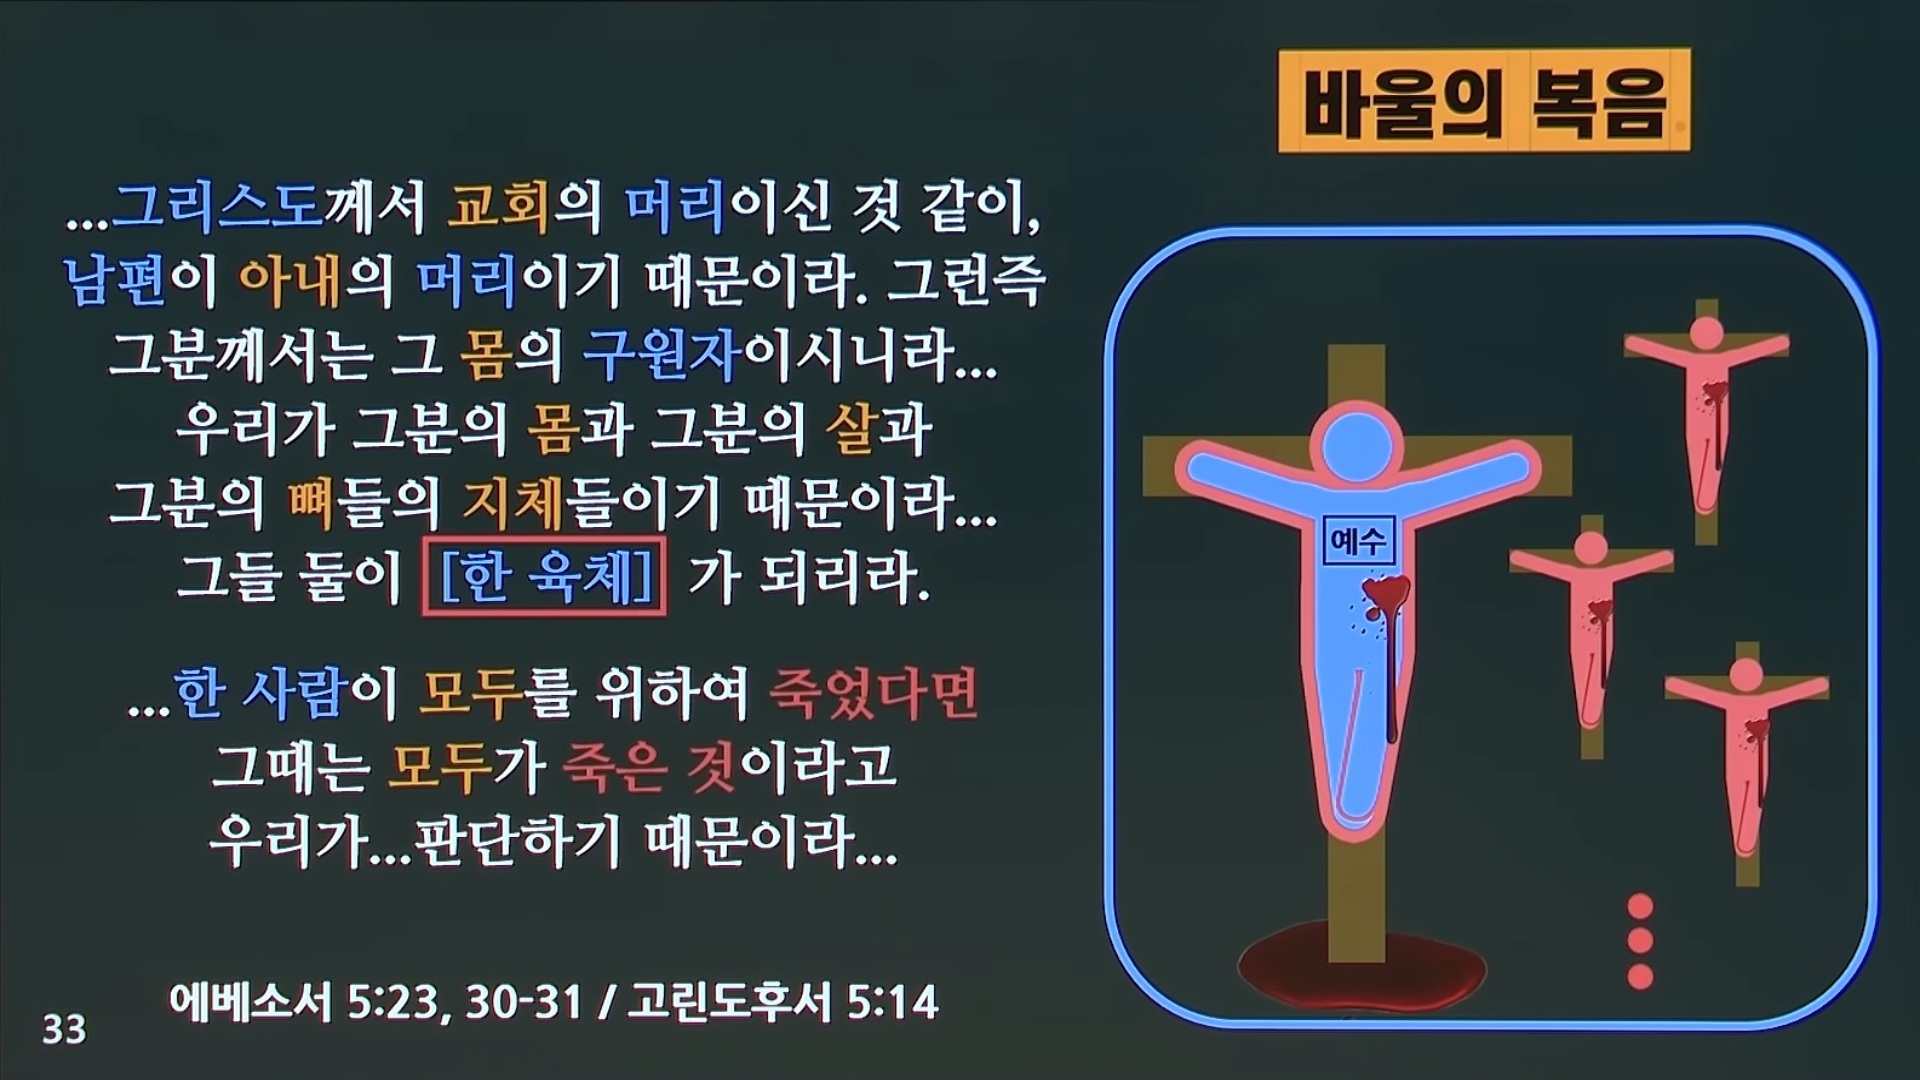 바울의 복음
...그리스도께서 교회의 머리이신 것 같이,
남편이 아내의 머리이기 때문이라. 그런즉
그분께서는 그 몸의 구원자이시니라...
우리가 그분의 몸과 그분의 살과
그분의 뼈들의 지체들이기 때문이라...
그들 둘이 [한 육체] 가 되리라.
...한 사람이 모두를 위하여 죽었다면
그때는 모두가 죽은 것이라고
우리가...판단하기 때문이라...
에베소서 5:23, 30-31 / 고린도후서 5:14
33
예수